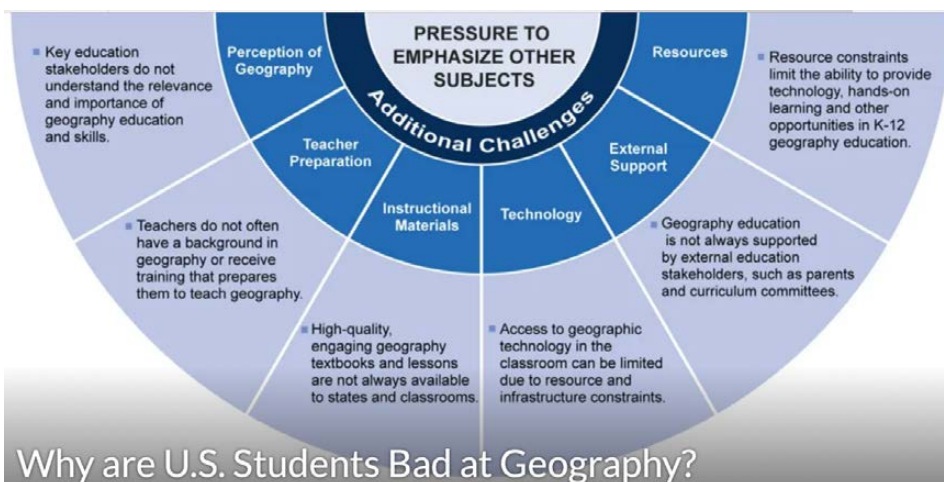 PRESSURE TO
EMPHASIZE OTHER
SUBJECTS
Additional Challenges
Perception of
Geography
Key education
stakeholders do not
understand the relevance
and importance of
geography education
and skills.
Teacher
Preparation
Teachers do not often
have a background in
geography or receive
training that prepares
them to teach geography.
Instructional
Materials
High-quality,
engaging geography
textbooks and lessons
are not always available
to states and classrooms.
Technology
Access to geographic
technology in the
classroom can be limited
due to resource and
infrastructure constraints.
External
Support
Geography education
is not always supported
by external education
stakeholders, such as parents
and curriculum committees.
Resources
Resource constraints
limit the ability to provide
technology, hands-on
learning and other
opportunities in K-12
geography education.
Why are U.S. Students Bad at Geography?